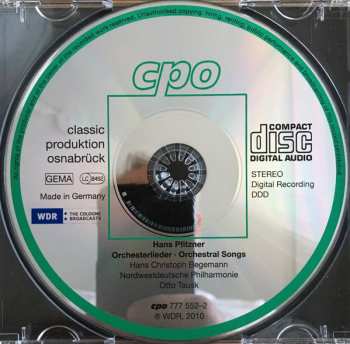 cpo
classic
produktion
osnabrück
GEMA
LC 8492
Made in Germany
WDR
THE COLOGNE
BROADCASTS
COMPACT
disc
DIGITAL AUDIO
STEREO
Digital Recording
DDD
Hans Pfitzner
Orchesterlieder · Orchestral Songs
Hans Christoph Begemann
Nordwestdeutsche Philharmonie
Otto Tausk
cpo 777 552–2
℗ WDR, 2010